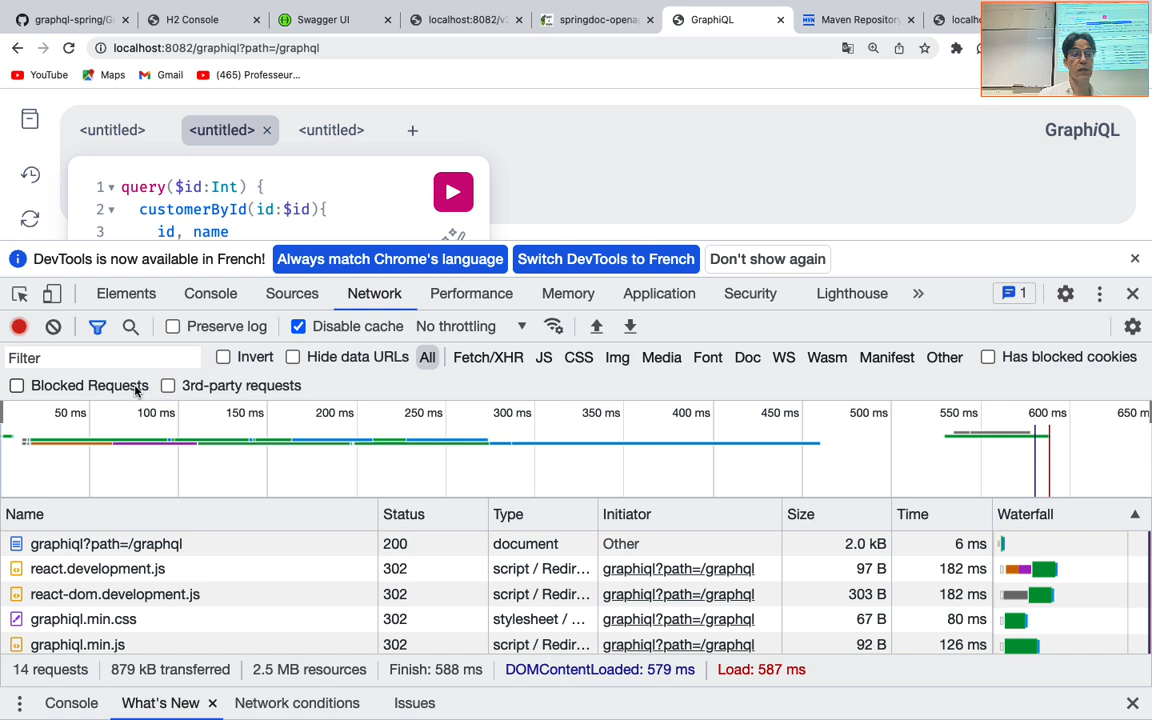 graphql-spring/G
H2 Console
Swagger UI
localhost:8082/v3
springdoc-opena
GraphiQL
Maven Repository
localh
localhost:8082/graphiql?path=/graphql
YouTube
Maps
Gmail
(465) Professeur...
<untitled>
<untitled>
<untitled>
GraphiQL
1 query($id:Int) {
2 customerById(id:$id){
3 id, name
DevTools is now available in French!
Always match Chrome's language
Switch DevTools to French
Don't show again
Elements
Console
Sources
Network
Performance
Memory
Application
Security
Lighthouse
1
Preserve log
Disable cache
No throttling
Filter
Invert
Hide data URLs
All
Fetch/XHR
JS
CSS
Img
Media
Font
Doc
WS
Wasm
Manifest
Other
Has blocked cookies
Blocked Requests
3rd-party requests
50 ms
100 ms
150 ms
200 ms
250 ms
300 ms
350 ms
400 ms
450 ms
500 ms
550 ms
600 ms
650 m
Name Status Type Initiator Size Time Waterfall
graphiql?path=/graphql 200 document Other 2.0 kB 6 ms
react.development.js 302 script / Redir... graphiql?path=/graphql 97 B 182 ms
react-dom.development.js 302 script / Redir... graphiql?path=/graphql 303 B 182 ms
graphiql.min.css 302 stylesheet / ... graphiql?path=/graphql 67 B 80 ms
graphiql.min.js 302 script / Redir... graphiql?path=/graphql 92 B 126 ms
14 requests
879 kB transferred
2.5 MB resources
Finish: 588 ms
DOMContentLoaded: 579 ms
Load: 587 ms
Console
What's New
Network conditions
Issues